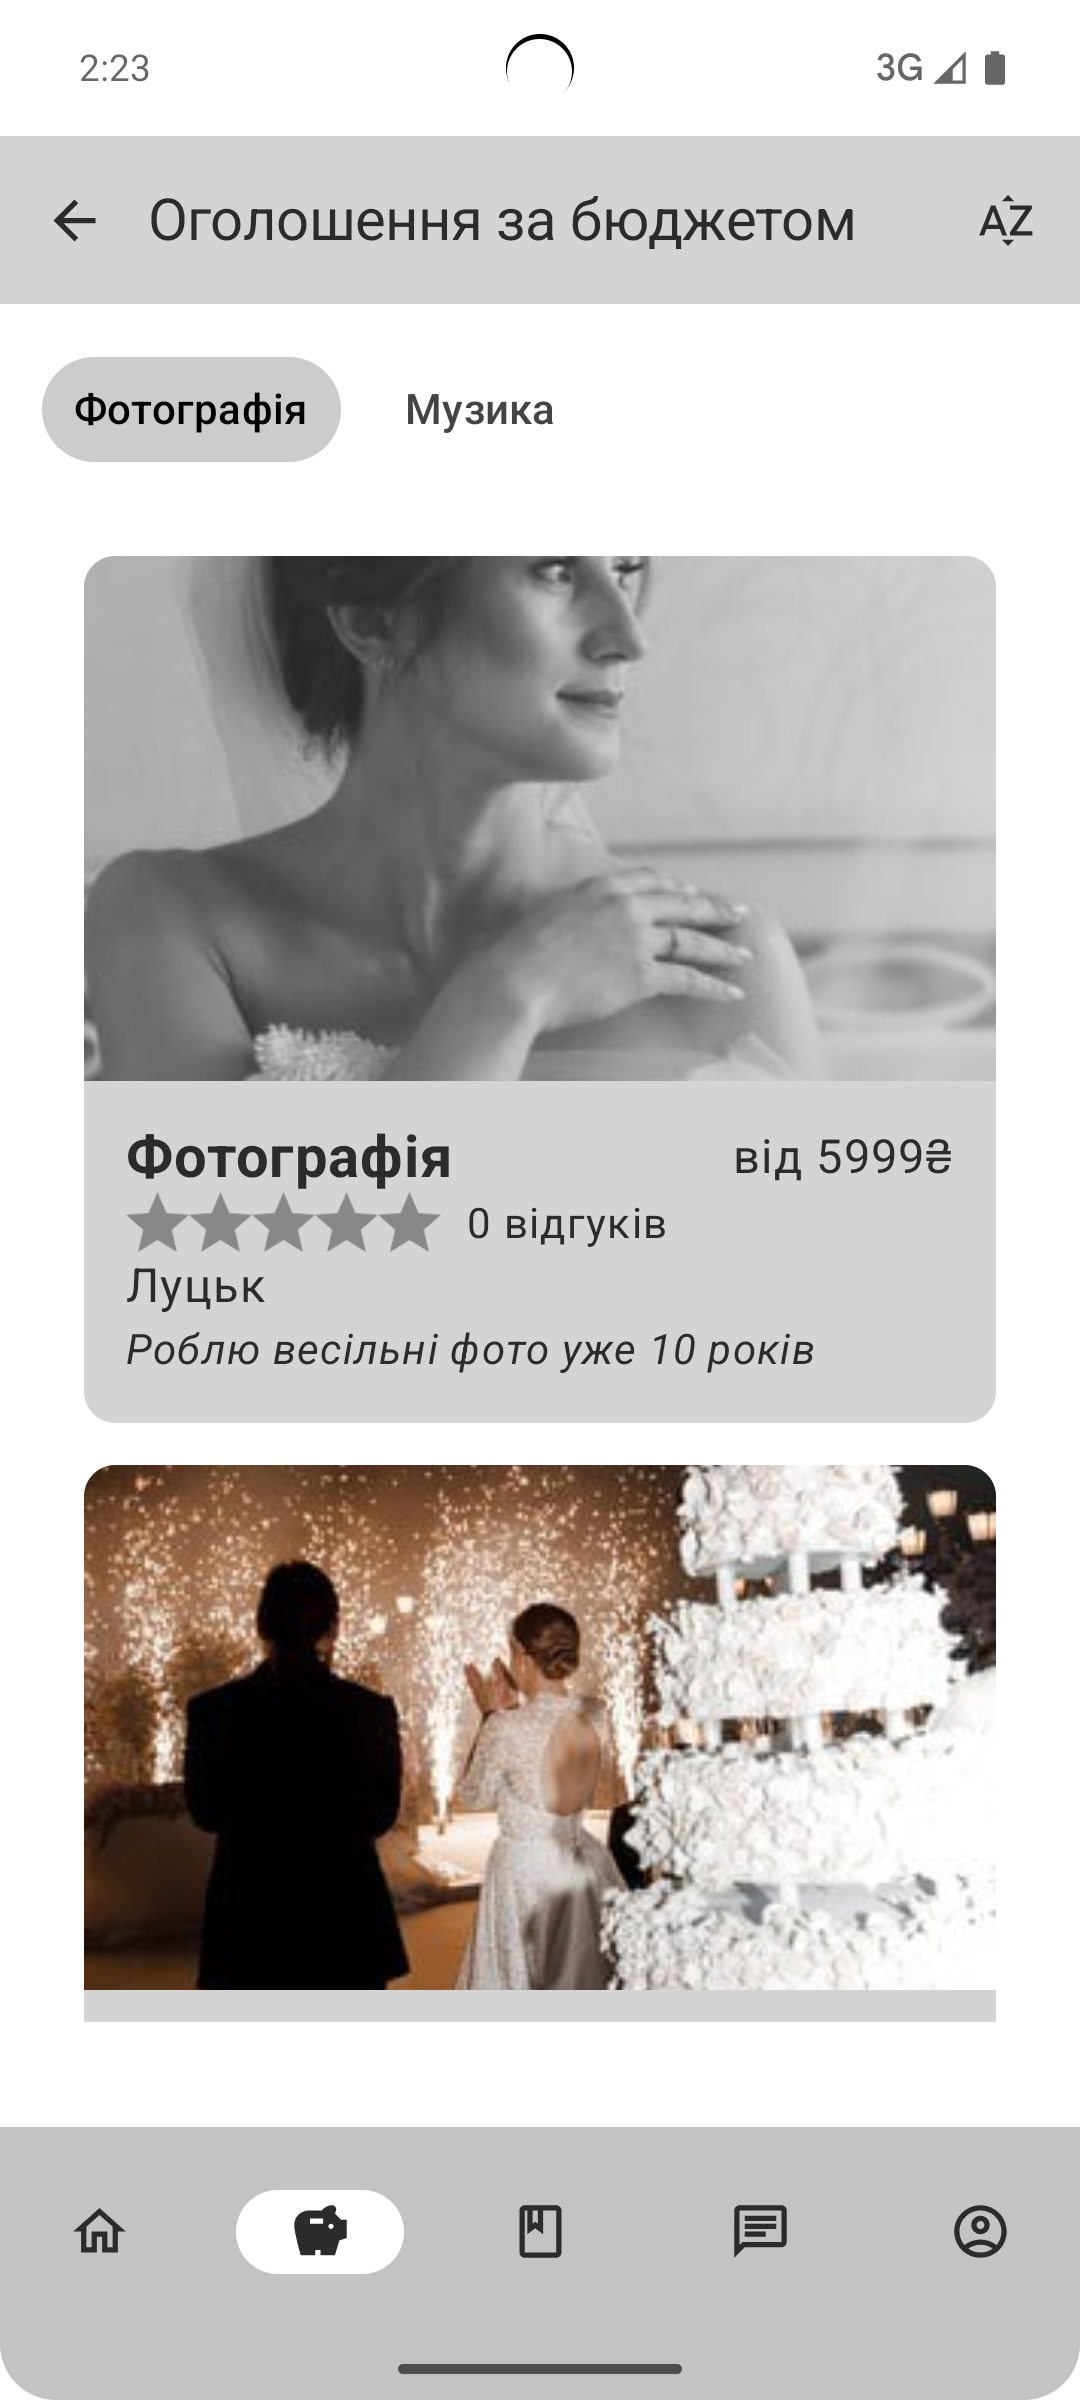 2:23
3G
Оголошення за бюджетом
AZ
Фотографія
Музика
Фотографія
від 5999₴
0 відгуків
Луцьк
Роблю весільні фото уже 10 років